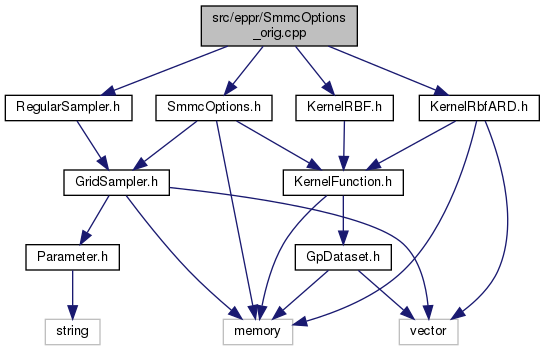 src/eppr/SmmcOptions
_orig.cpp
RegularSampler.h
SmmcOptions.h
KernelRBF.h
KernelRbfARD.h
GridSampler.h
KernelFunction.h
Parameter.h
GpDataset.h
string
memory
vector